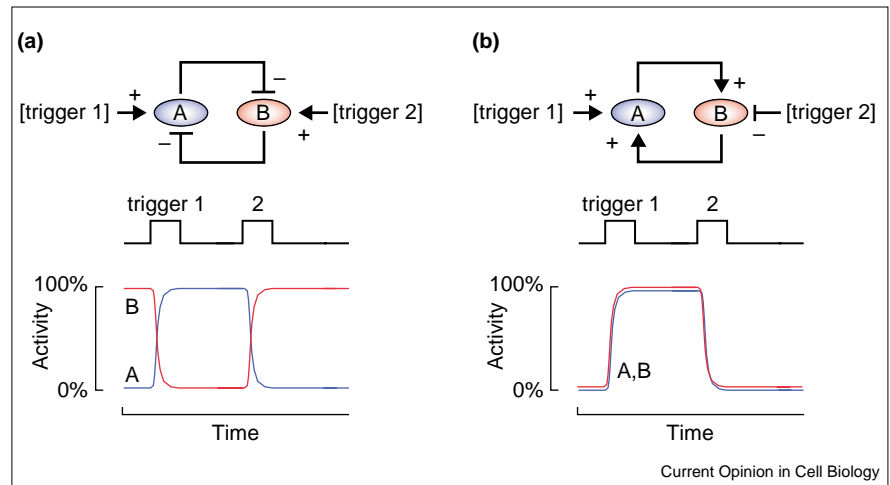 (a)
–
+
[trigger 1] A B [trigger 2]
–
+
trigger 1 2
100%
B
Activity
A
0%
Time
(b)
+
+
[trigger 1] A B [trigger 2]
+
–
trigger 1 2
100%
Activity
A,B
0%
Time
Current Opinion in Cell Biology